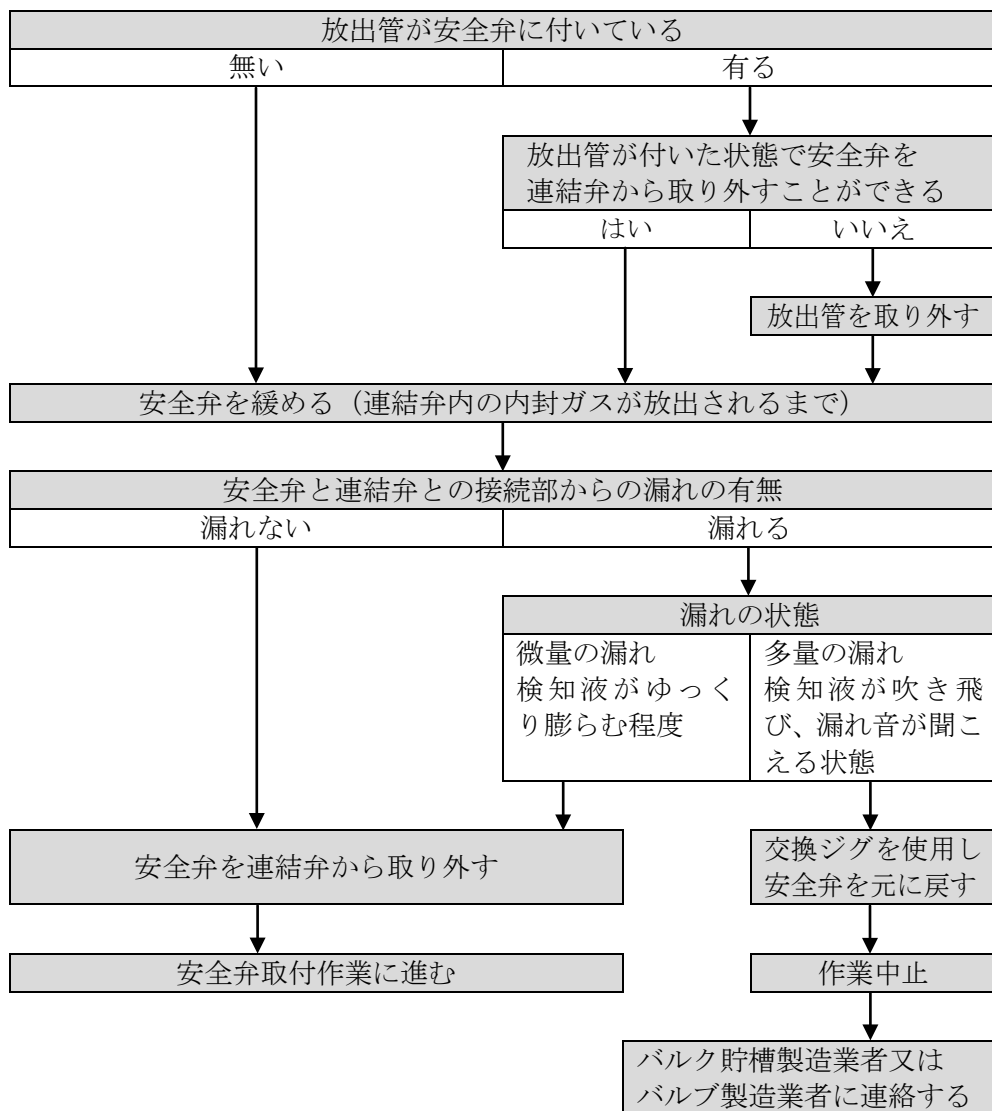 放出管が安全弁に付いている
無い
有る
放出管が付いた状態で安全弁を
連結弁から取り外すことができる
はい
いいえ
放出管を取り外す
安全弁を緩める（連結弁内の内封ガスが放出されるまで）
安全弁と連結弁との接続部からの漏れの有無
漏れない
漏れる
漏れの状態
微量の漏れ
検知液がゆっく
り膨らむ程度
多量の漏れ
検知液が吹き飛
び、漏れ音が聞こ
える状態
安全弁を連結弁から取り外す
交換ジグを使用し
安全弁を元に戻す
安全弁取付作業に進む
作業中止
バルク貯槽製造業者又は
バルブ製造業者に連絡する